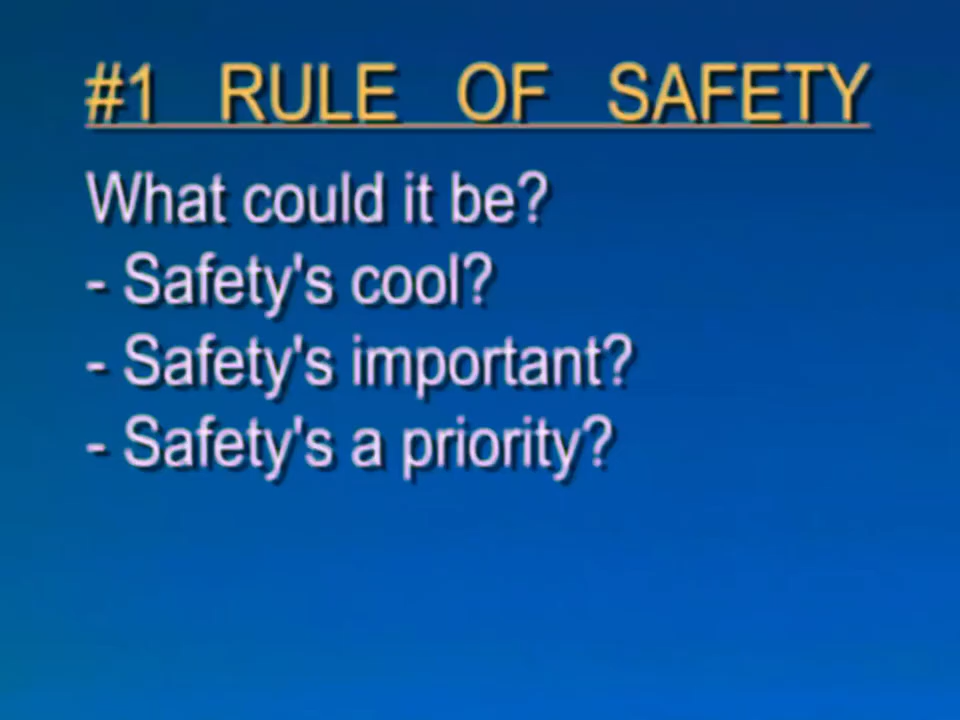 #1 RULE OF SAFETY
What could it be?
- Safety's cool?
- Safety's important?
- Safety's a priority?